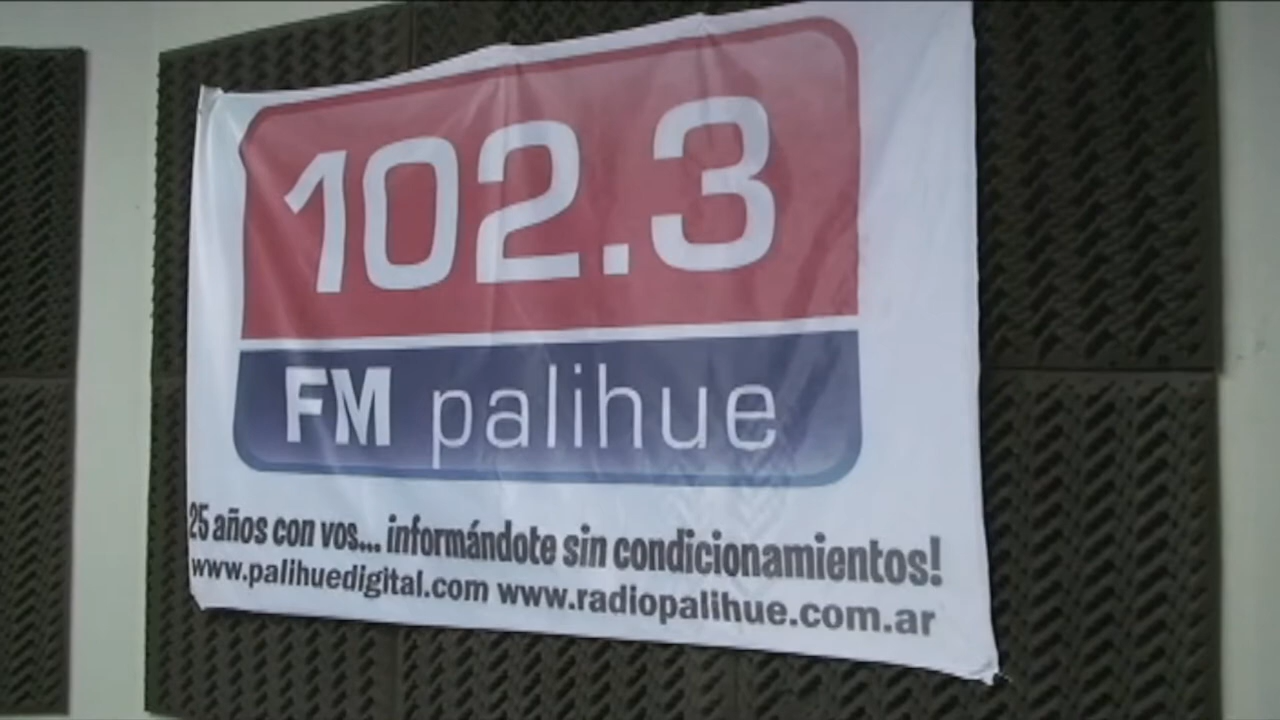 102.3
FM palihue
25 años con vos... informándote sin condicionamientos!
www.palihuedigital.com www.radiopalihue.com.ar